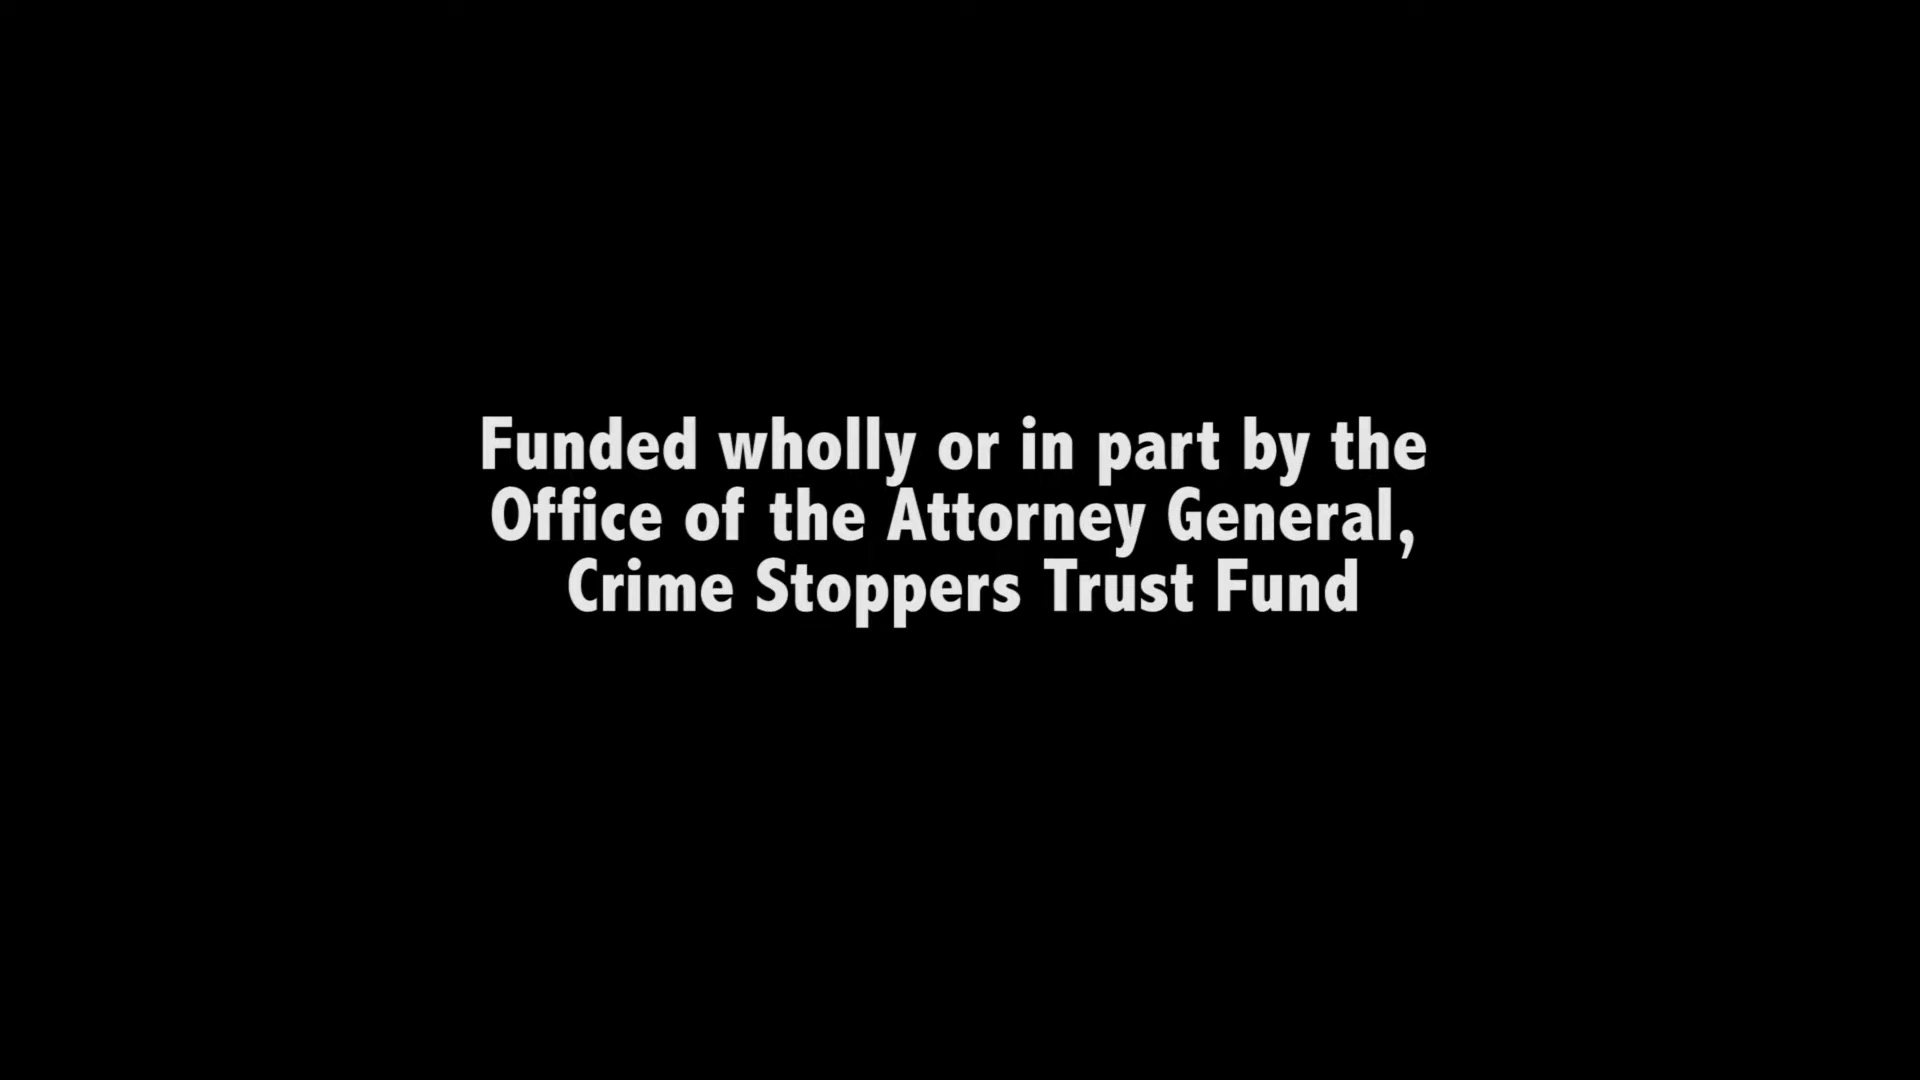 Funded wholly or in part by the
Office of the Attorney General,
Crime Stoppers Trust Fund